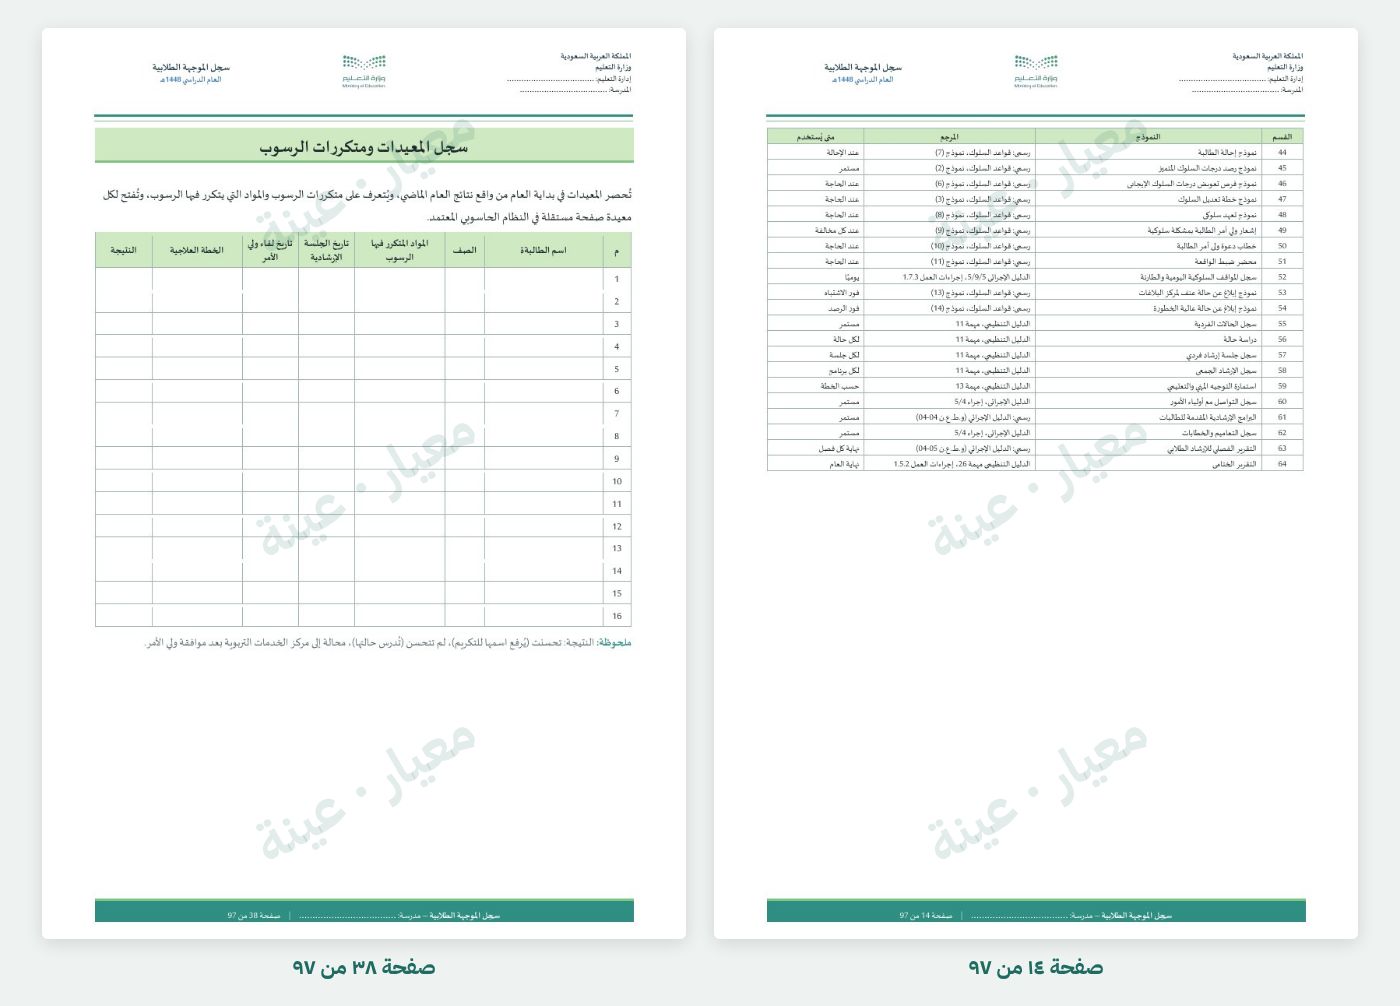 المملكة العربية السعودية
وزارة التعليم
إدارة التعليم: ....................................
المدرسة: ....................................
وزارة التعليم
Ministry of Education
سجل الموجهة الطلابية
العام الدراسي 1448هـ
القسم النموذج المرجع متى يُستخدم
44 نموذج إحالة الطالبة رسمي: قواعد السلوك، نموذج (7) عند الإحالة
45 نموذج رصد درجات السلوك المتميز رسمي: قواعد السلوك، نموذج (2) مستمر
46 نموذج فرص تعويض درجات السلوك الإيجابي رسمي: قواعد السلوك، نموذج (6) عند الحاجة
47 نموذج خطة تعديل السلوك رسمي: قواعد السلوك، نموذج (3) عند الحاجة
48 نموذج تعهد سلوكي رسمي: قواعد السلوك، نموذج (8) عند الحاجة
49 إشعار ولي أمر الطالبة بمشكلة سلوكية رسمي: قواعد السلوك، نموذج (9) عند كل مخالفة
50 خطاب دعوة ولي أمر الطالبة رسمي: قواعد السلوك، نموذج (10) عند الحاجة
51 محضر ضبط الواقعة رسمي: قواعد السلوك، نموذج (11) عند الحاجة
52 سجل المواقف السلوكية اليومية والطارئة الدليل الإجرائي 5/9/5، إجراءات العمل 1.7.3 يوميًا
53 نموذج إبلاغ عن حالة عنف لمركز البلاغات رسمي: قواعد السلوك، نموذج (13) فور الاشتباه
54 نموذج إبلاغ عن حالة عالية الخطورة رسمي: قواعد السلوك، نموذج (14) فور الرصد
55 سجل الحالات الفردية الدليل التنظيمي، مهمة 11 مستمر
56 دراسة حالة الدليل التنظيمي، مهمة 11 لكل حالة
57 سجل جلسة إرشاد فردي الدليل التنظيمي، مهمة 11 لكل جلسة
58 سجل الإرشاد الجمعي الدليل التنظيمي، مهمة 11 لكل برنامج
59 استمارة التوجيه المهني والتعليمي الدليل التنظيمي، مهمة 13 حسب الخطة
60 سجل التواصل مع أولياء الأمور الدليل الإجرائي، إجراء 5/4 مستمر
61 البرامج الإرشادية المقدمة للطالبات رسمي: الدليل الإجرائي (و.ط.ع.ن 04-04) مستمر
62 سجل التعاميم والخطابات الدليل الإجرائي، إجراء 5/4 مستمر
63 التقرير الفصلي للإرشاد الطلابي رسمي: الدليل الإجرائي (و.ط.ع.ن 05-04) نهاية كل فصل
64 التقرير الختامي الدليل التنظيمي مهمة 26، إجراءات العمل 1.5.2 نهاية العام
معيار · عينة
معيار · عينة
معيار · عينة
سجل الموجهة الطلابية – مدرسة: .................................... | صفحة 14 من 97
صفحة ١٤ من ٩٧
المملكة العربية السعودية
وزارة التعليم
إدارة التعليم: ....................................
المدرسة: ....................................
وزارة التعليم
Ministry of Education
سجل الموجهة الطلابية
العام الدراسي 1448هـ
سجل المعيدات ومتكررات الرسوب
تُحصر المعيدات في بداية العام من واقع نتائج العام الماضي، ويُتعرف على متكررات الرسوب والمواد التي يتكرر فيها الرسوب، وتُفتح لكل
معيدة صفحة مستقلة في النظام الحاسوبي المعتمد.
م اسم الطالبة الصف المواد المتكرر فيها الرسوب تاريخ الجلسة الإرشادية تاريخ لقاء ولي الأمر الخطة العلاجية النتيجة
1
2
3
4
5
6
7
8
9
10
11
12
13
14
15
16
ملحوظة: النتيجة: تحسنت (يُرفع اسمها للتكريم)، لم تتحسن (تُدرس حالتها)، محالة إلى مركز الخدمات التربوية بعد موافقة ولي الأمر.
معيار · عينة
معيار · عينة
معيار · عينة
سجل الموجهة الطلابية – مدرسة: .................................... | صفحة 38 من 97
صفحة ٣٨ من ٩٧